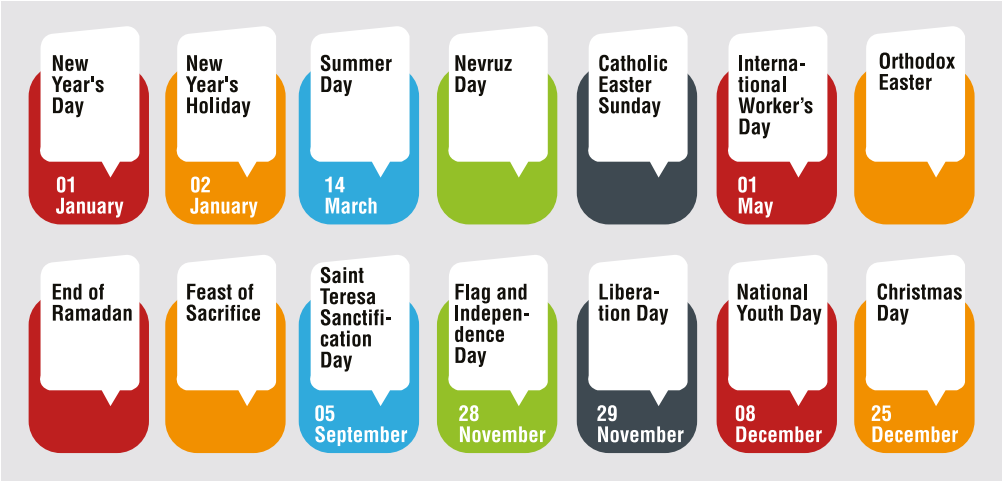 New
Year's
Day
01
January
New
Year's
Holiday
02
January
Summer
Day
14
March
Nevruz
Day
Catholic
Easter
Sunday
Interna-
tional
Worker's
Day
01
May
Orthodox
Easter
End of
Ramadan
Feast of
Sacrifice
Saint
Teresa
Sanctifi-
cation
Day
05
September
Flag and
Indepen-
dence
Day
28
November
Libera-
tion Day
29
November
National
Youth Day
08
December
Christmas
Day
25
December